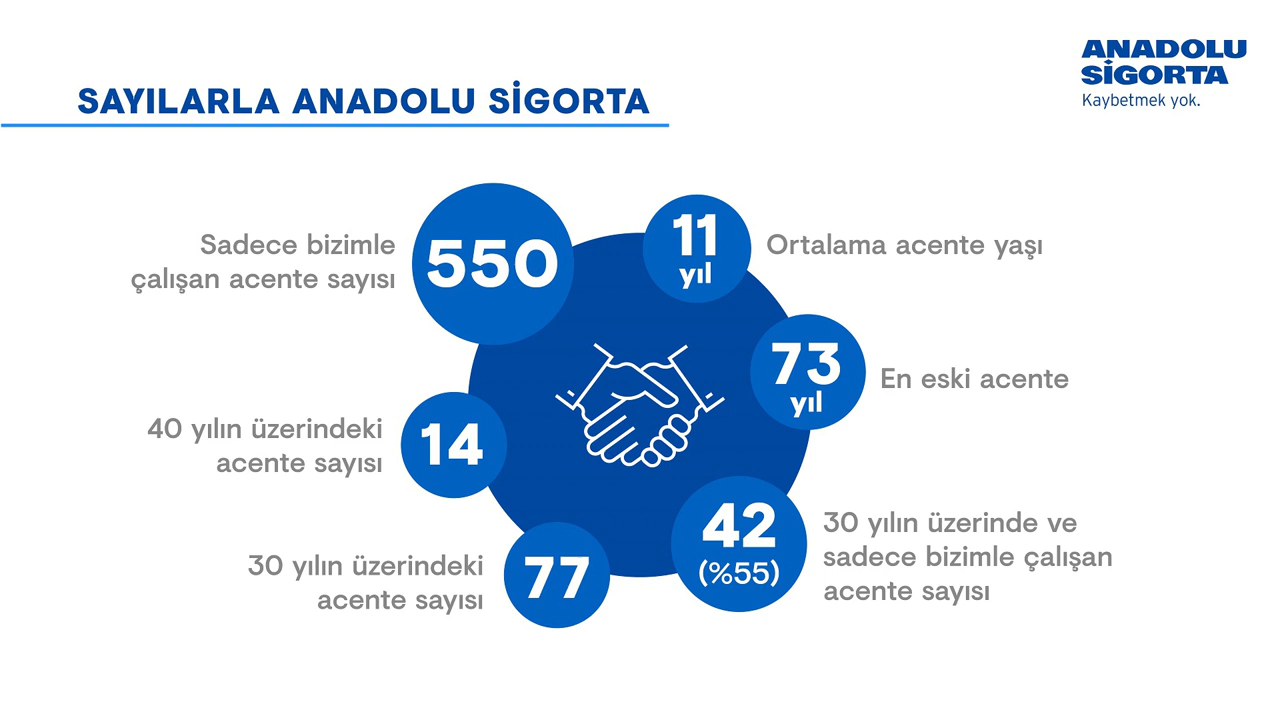 ANADOLU
SİGORTA
Kaybetmek yok.
SAYILARLA ANADOLU SİGORTA
Sadece bizimle
çalışan acente sayısı
550
11
yıl
Ortalama acente yaşı
73
yıl
En eski acente
40 yılın üzerindeki
acente sayısı
14
42
(%55)
30 yılın üzerinde ve
sadece bizimle çalışan
acente sayısı
30 yılın üzerindeki
acente sayısı
77